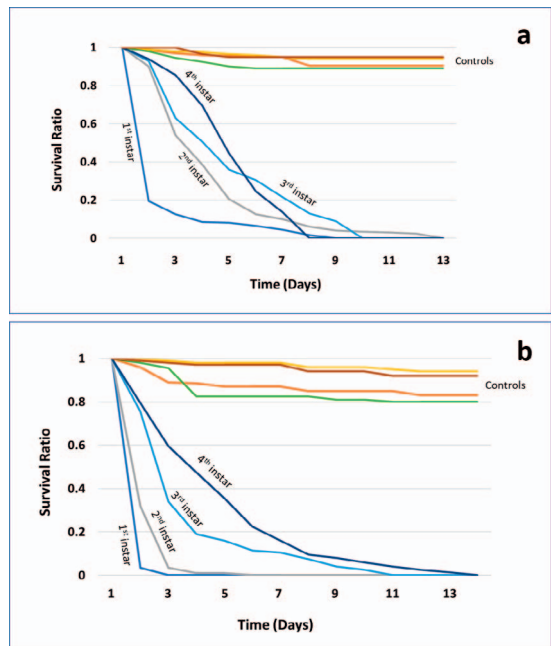 a
1
0.8
0.6
0.4
0.2
0
Survival Ratio
Controls
1st instar
2nd instar
3rd instar
4th instar
1 3 5 7 9 11 13
Time (Days)
b
1
0.8
0.6
0.4
0.2
0
Survival Ratio
Controls
1st instar
2nd instar
3rd instar
4th instar
1 3 5 7 9 11 13
Time (Days)